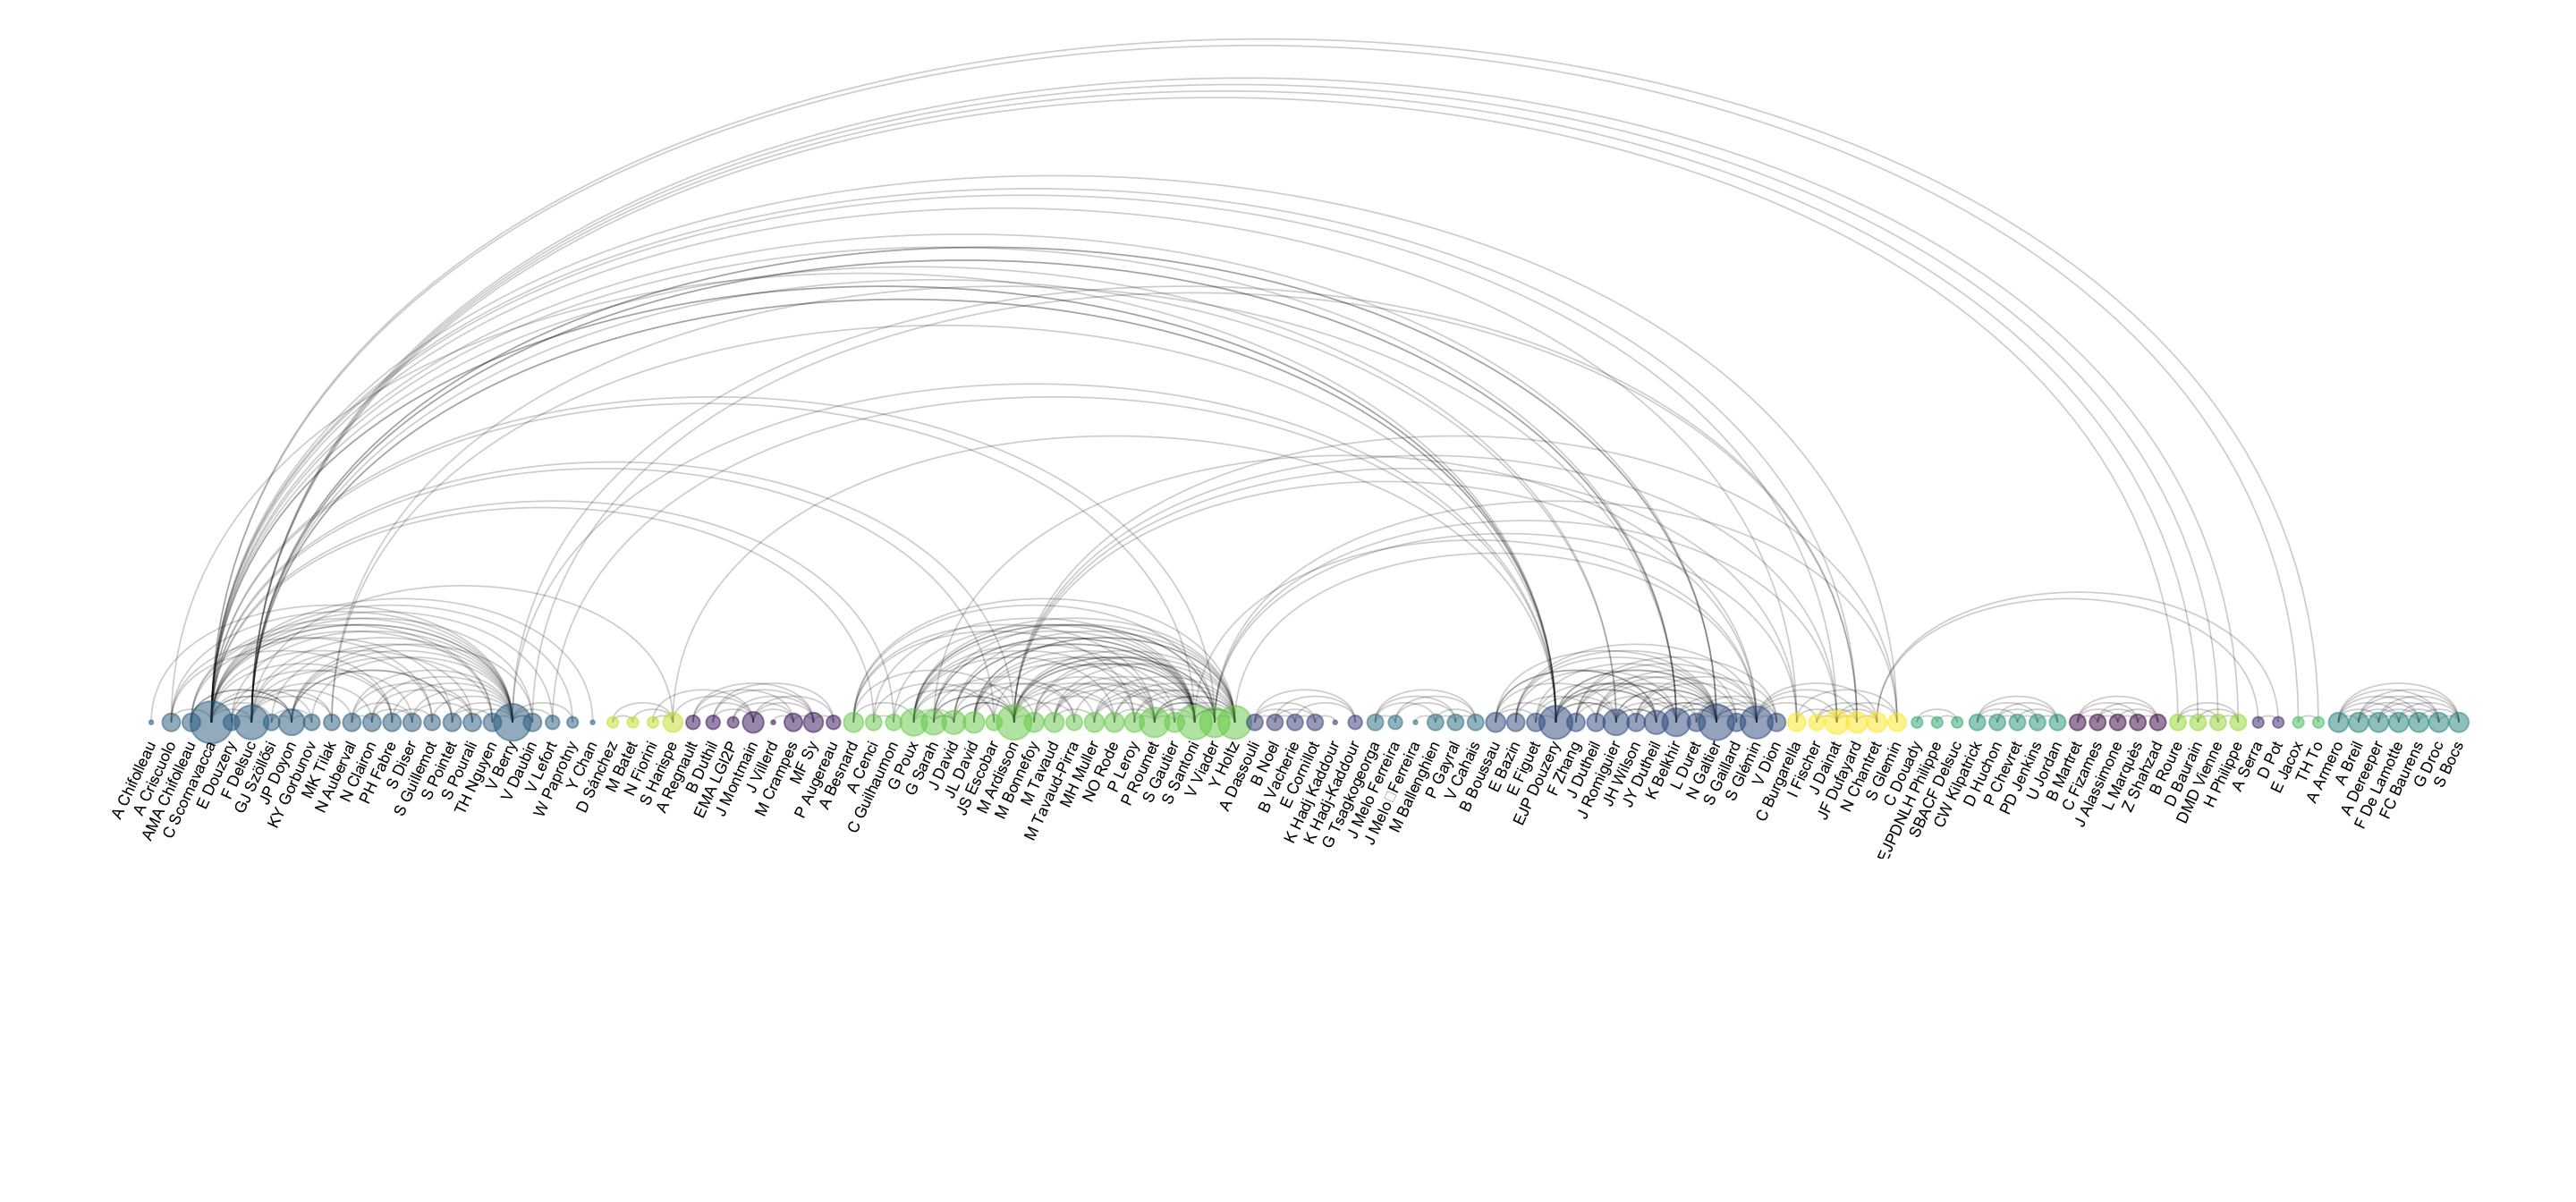 A Chifolleau
A Criscuolo
AMA Chifolleau
C Scornavacca
E Douzery
F Delsuc
GJ Szöllősi
JP Doyon
KY Gorbunov
MK Tilak
N Auberval
N Clairon
PH Fabre
S Diser
S Guillemot
S Pointet
S Pourali
TH Nguyen
V Berry
V Daubin
V Lefort
W Paprotny
Y Chan
D Sánchez
M Batet
N Fiorini
S Harispe
A Regnault
B Duthil
EMA LGI2P
J Montmain
J Villerd
M Crampes
MF Sy
P Augereau
A Besnard
A Cenci
C Guilhaumon
G Poux
G Sarah
J David
JL David
JS Escobar
M Ardisson
M Bonnefoy
M Tavaud
M Tavaud-Pirra
MH Muller
NO Rode
P Leroy
P Roumet
S Gautier
S Santoni
V Viader
Y Holtz
A Dassouli
B Noel
B Vacherie
E Cornillot
K Hadj Kaddour
K Hadj-Kaddour
G Tsagkogeorga
J Melo Ferreira
J Melo□Ferreira
M Ballenghien
P Gayral
V Cahais
B Boussau
E Bazin
E Figuet
EJP Douzery
F Zhang
J Dutheil
J Romiguier
JH Wilson
JY Dutheil
K Belkhir
L Duret
N Galtier
S Gaillard
S Glémin
V Dion
C Burgarella
I Fischer
J Dainat
JF Dufayard
N Chantret
S Glemin
C Douady
EJPDNLH Philippe
SBACF Delsuc
CW Kilpatrick
D Huchon
P Chevret
PD Jenkins
U Jordan
B Martret
C Fizames
J Alassimone
L Marquès
Z Shahzad
B Roure
D Baurain
DMD Vienne
H Philippe
A Serra
D Pot
E Jacox
TH To
A Armero
A Breil
A Dereeper
F De Lamotte
FC Baurens
G Droc
S Bocs